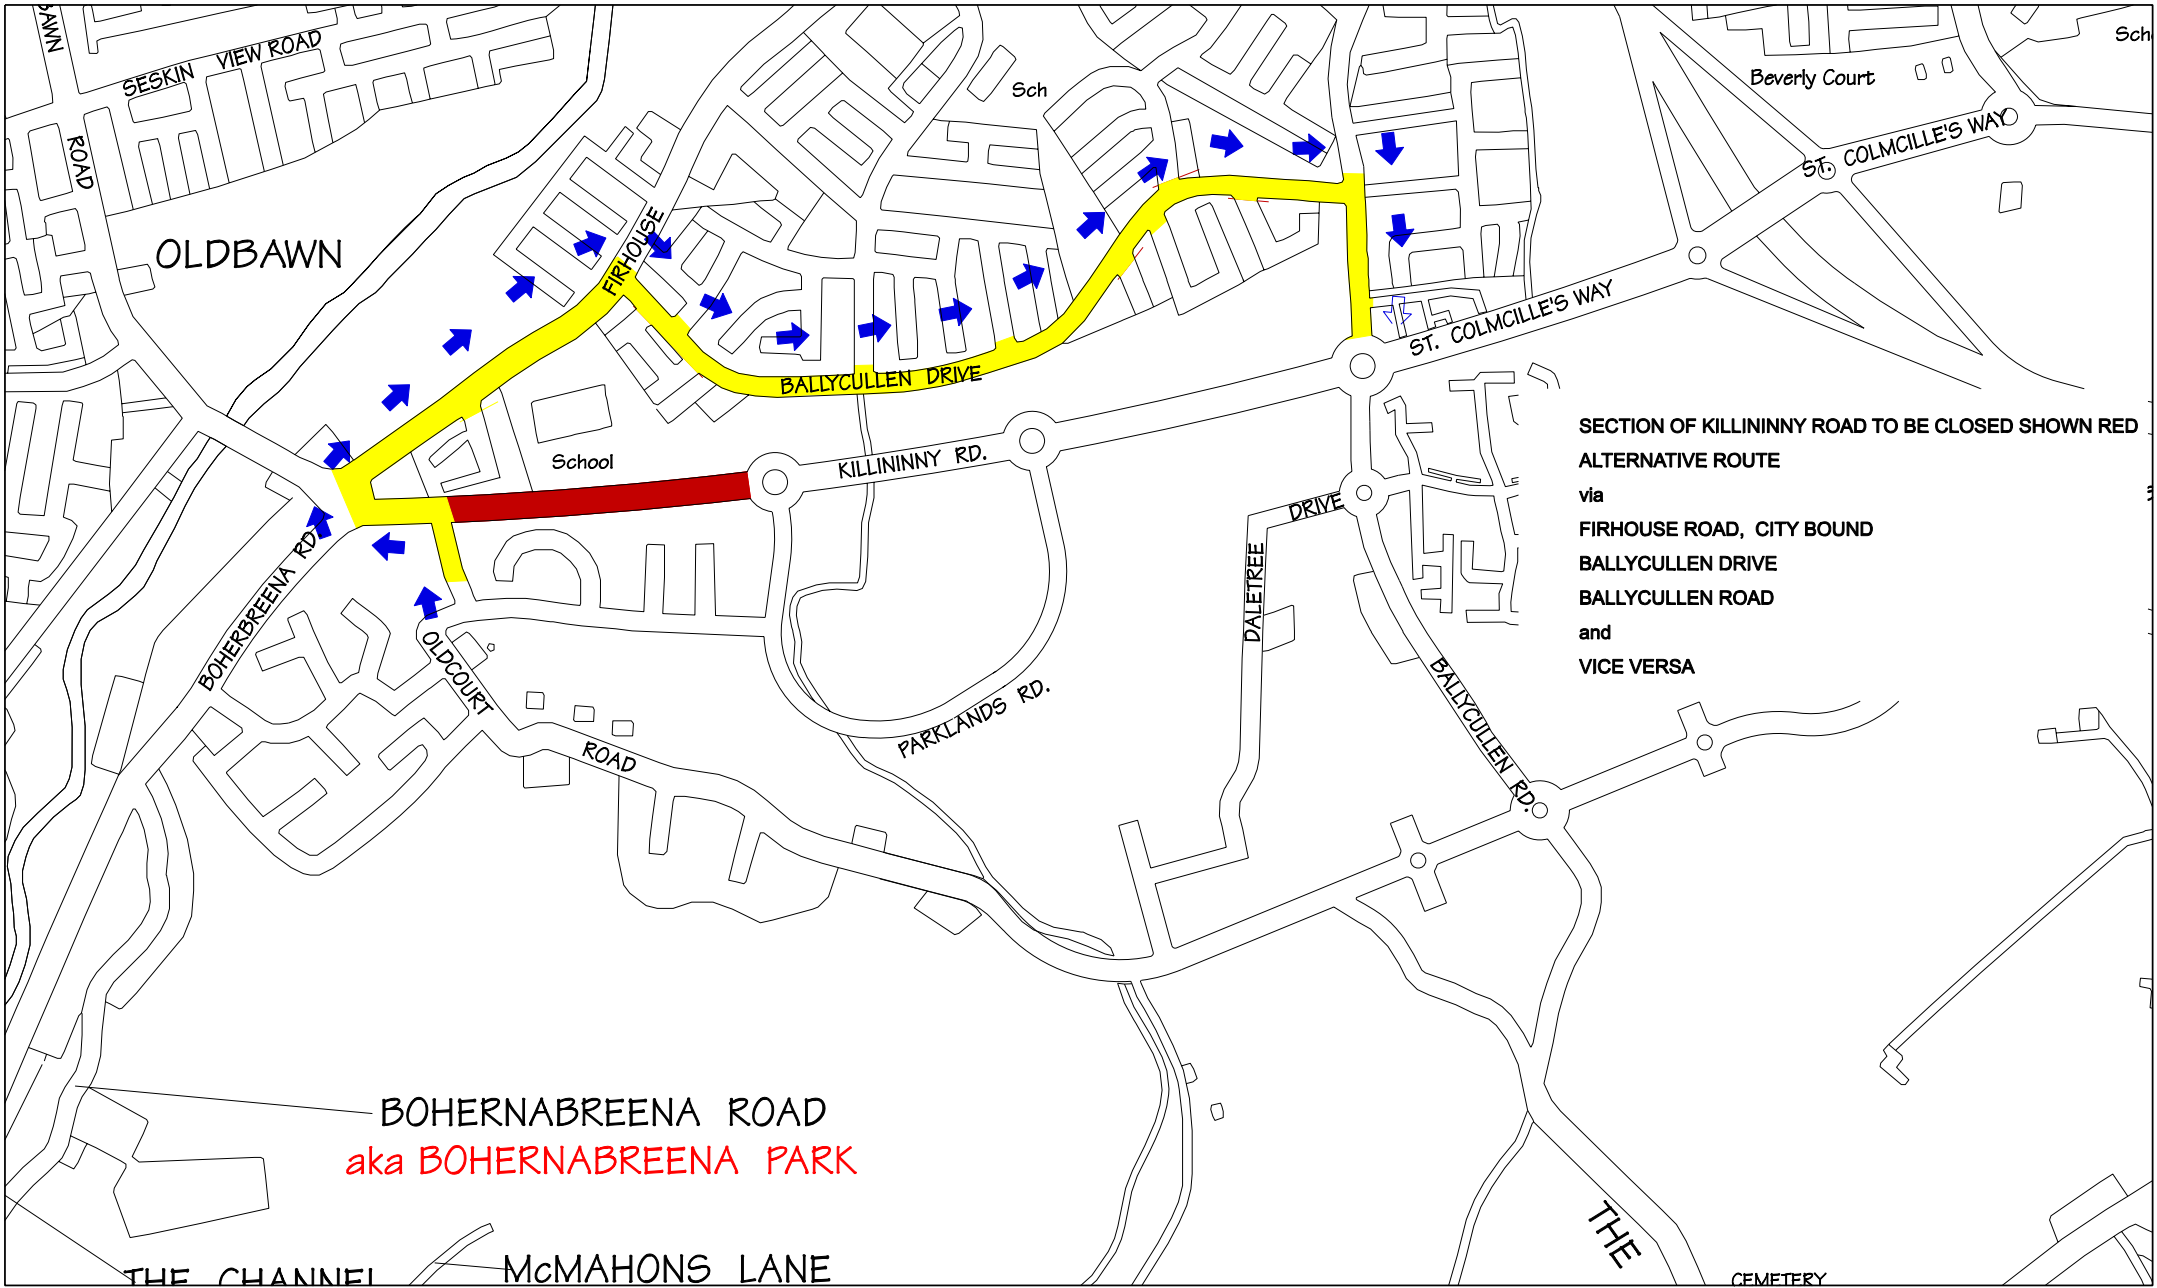 BAWN
SESKIN VIEW ROAD
ROAD
OLDBAWN
FIRHOUSE
Sch
Beverly Court
ST. COLMCILLE'S WAY
ST. COLMCILLE'S WAY
BALLYCULLEN DRIVE
School
KILLININNY RD.
SECTION OF KILLININNY ROAD TO BE CLOSED SHOWN RED
ALTERNATIVE ROUTE
via
FIRHOUSE ROAD, CITY BOUND
BALLYCULLEN DRIVE
BALLYCULLEN ROAD
and
VICE VERSA
BOHERBREENA RD
OLDCOURT
ROAD
PARKLANDS RD.
DALETREE
DRIVE
BALLYCULLEN RD.
BOHERNABREENA ROAD
aka BOHERNABREENA PARK
THE CHANNEL
McMAHONS LANE
THE
CEMETERY